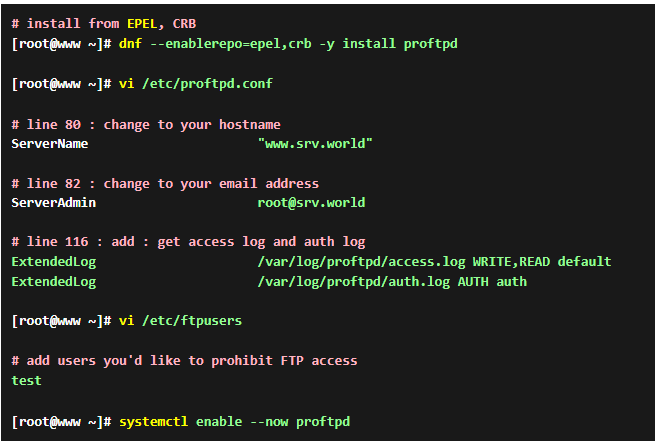 # install from EPEL, CRB
[root@www ~]# dnf --enablerepo=epel,crb -y install proftpd
[root@www ~]# vi /etc/proftpd.conf
# line 80 : change to your hostname
ServerName                     "www.srv.world"
# line 82 : change to your email address
ServerAdmin                    root@srv.world
# line 116 : add : get access log and auth log
ExtendedLog                    /var/log/proftpd/access.log WRITE,READ default
ExtendedLog                    /var/log/proftpd/auth.log AUTH auth
[root@www ~]# vi /etc/ftpusers
# add users you'd like to prohibit FTP access
test
[root@www ~]# systemctl enable --now proftpd